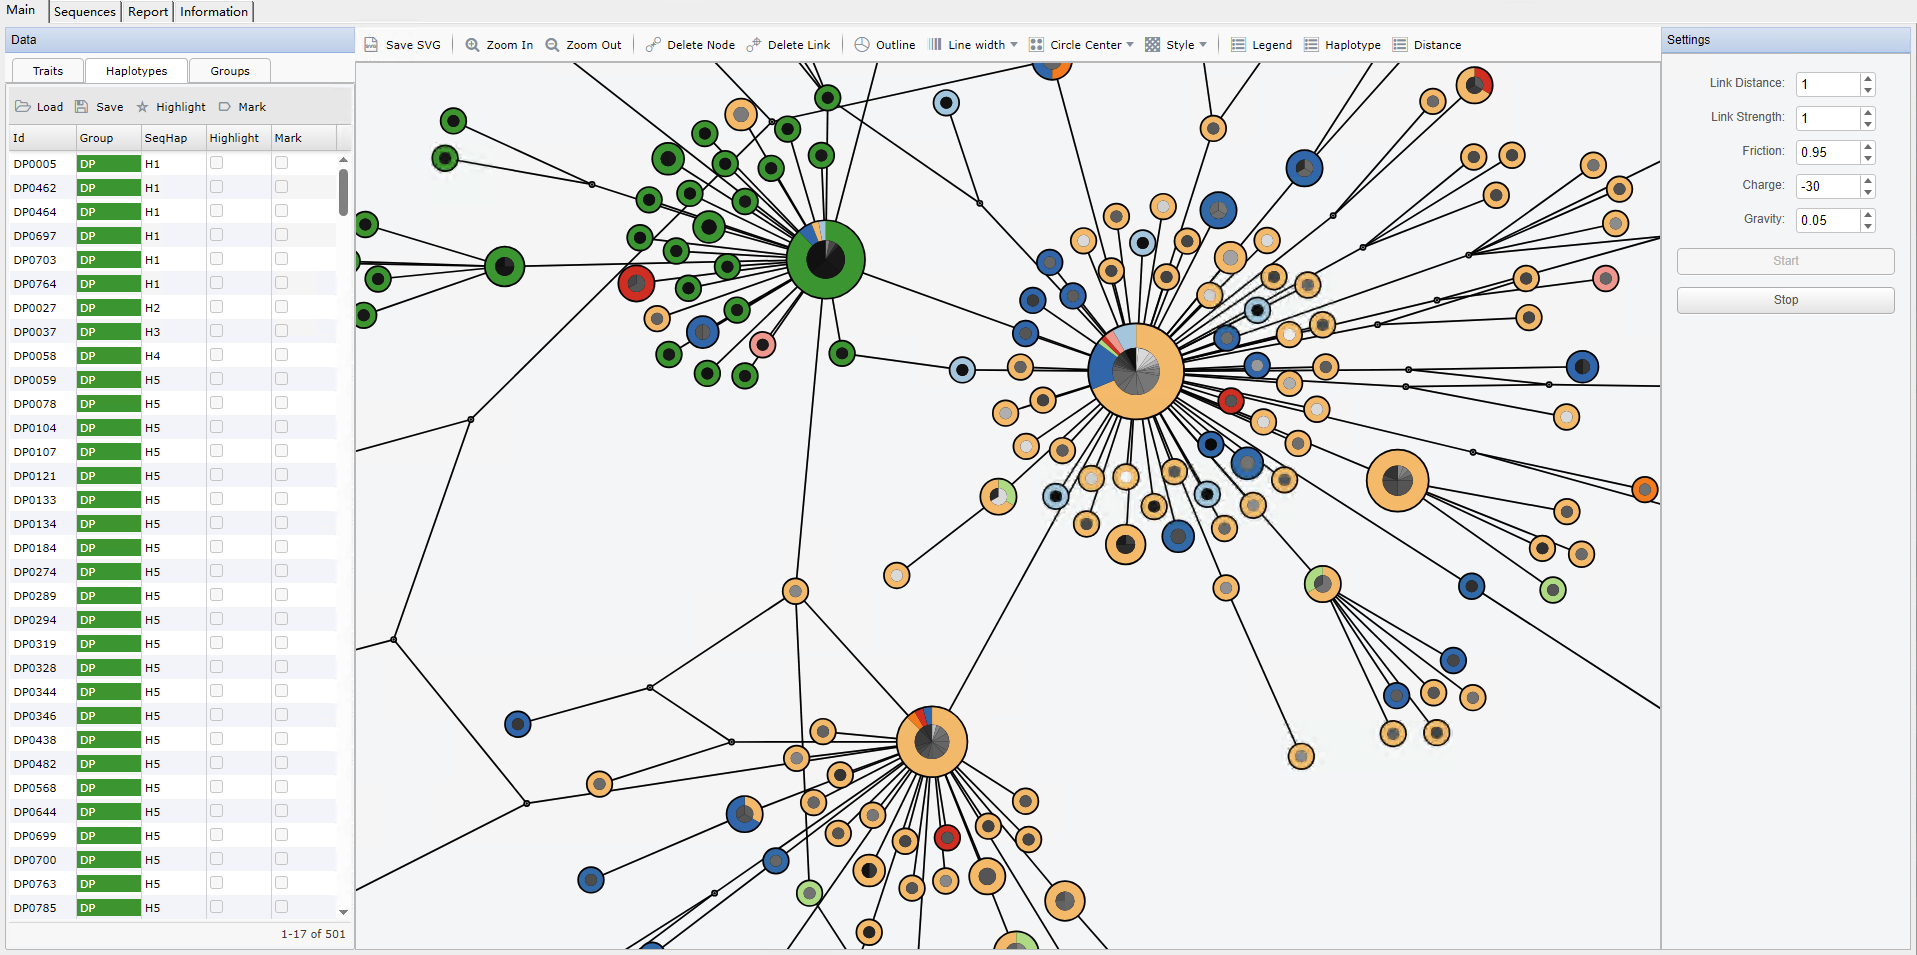 Main Sequences Report Information
Data
Traits Haplotypes Groups
Load Save Highlight Mark
Id Group SeqHap Highlight Mark
DP0005 DP H1
DP0462 DP H1
DP0464 DP H1
DP0697 DP H1
DP0703 DP H1
DP0764 DP H1
DP0027 DP H2
DP0037 DP H3
DP0058 DP H4
DP0059 DP H5
DP0078 DP H5
DP0104 DP H5
DP0107 DP H5
DP0121 DP H5
DP0133 DP H5
DP0134 DP H5
DP0184 DP H5
DP0274 DP H5
DP0289 DP H5
DP0294 DP H5
DP0319 DP H5
DP0328 DP H5
DP0344 DP H5
DP0346 DP H5
DP0438 DP H5
DP0482 DP H5
DP0568 DP H5
DP0644 DP H5
DP0699 DP H5
DP0700 DP H5
DP0763 DP H5
DP0785 DP H5
1-17 of 501
Save SVG Zoom In Zoom Out Delete Node Delete Link Outline Line width Circle Center Style Legend Haplotype Distance
Settings
Link Distance: 1
Link Strength: 1
Friction: 0.95
Charge: -30
Gravity: 0.05
Start
Stop